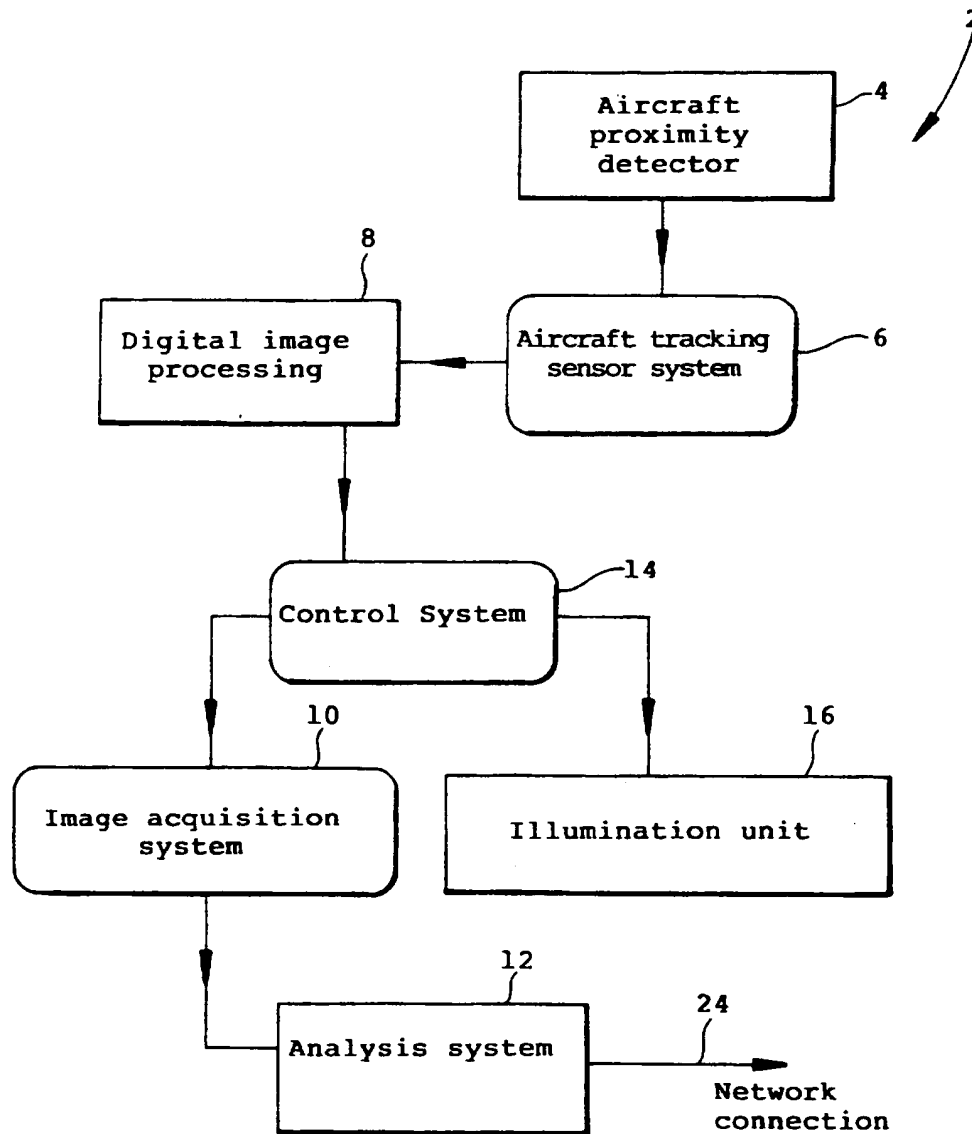 2
Aircraft
proximity
detector
4
8
Digital image
processing
Aircraft tracking
sensor system
6
Control System
14
10
16
Image acquisition
system
Illumination unit
12
Analysis system
24
Network
connection